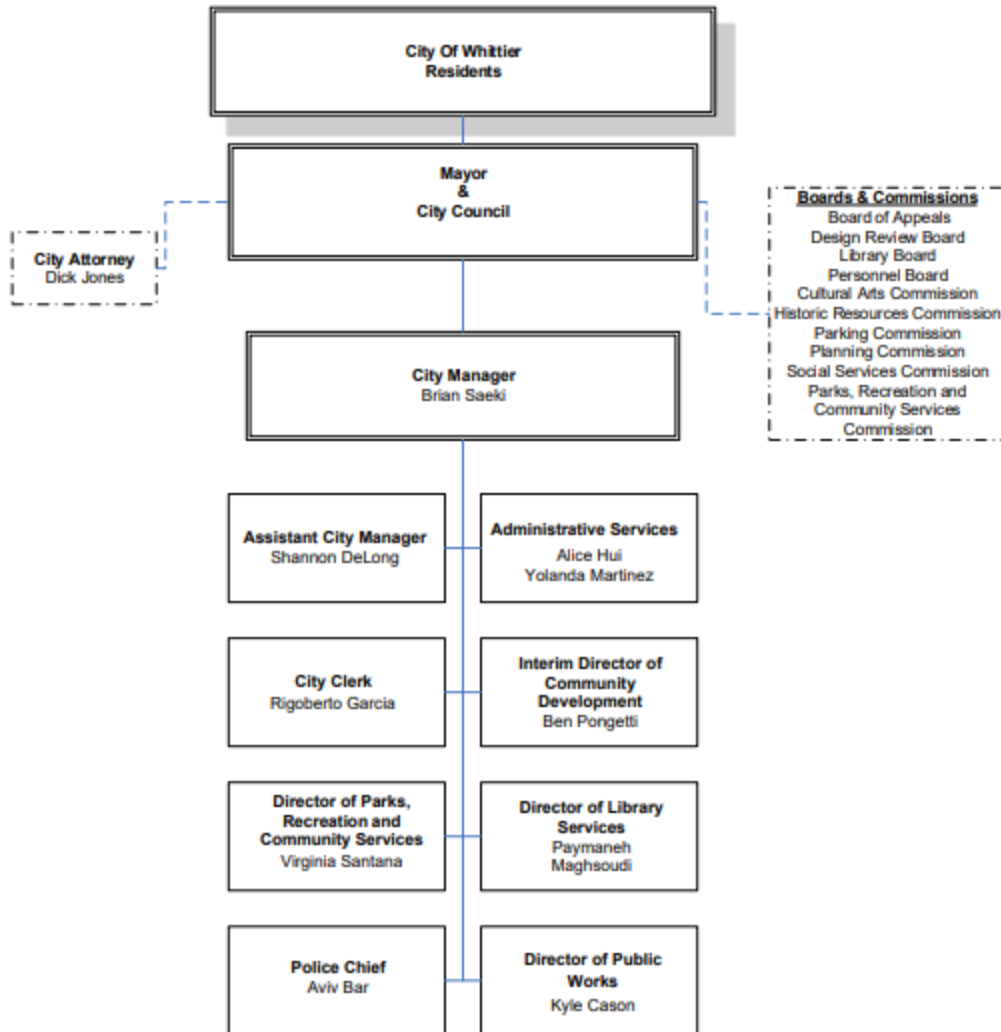 City Of Whittier
Residents
Mayor
&
City Council
City Attorney
Dick Jones
Boards & Commissions
Board of Appeals
Design Review Board
Library Board
Personnel Board
Cultural Arts Commission
Historic Resources Commission
Parking Commission
Planning Commission
Social Services Commission
Parks, Recreation and
Community Services
Commission
City Manager
Brian Saeki
Assistant City Manager
Shannon DeLong
Administrative Services
Alice Hui
Yolanda Martinez
City Clerk
Rigoberto Garcia
Interim Director of
Community
Development
Ben Pongetti
Director of Parks,
Recreation and
Community Services
Virginia Santana
Director of Library
Services
Paymaneh
Maghsoudi
Police Chief
Aviv Bar
Director of Public
Works
Kyle Cason